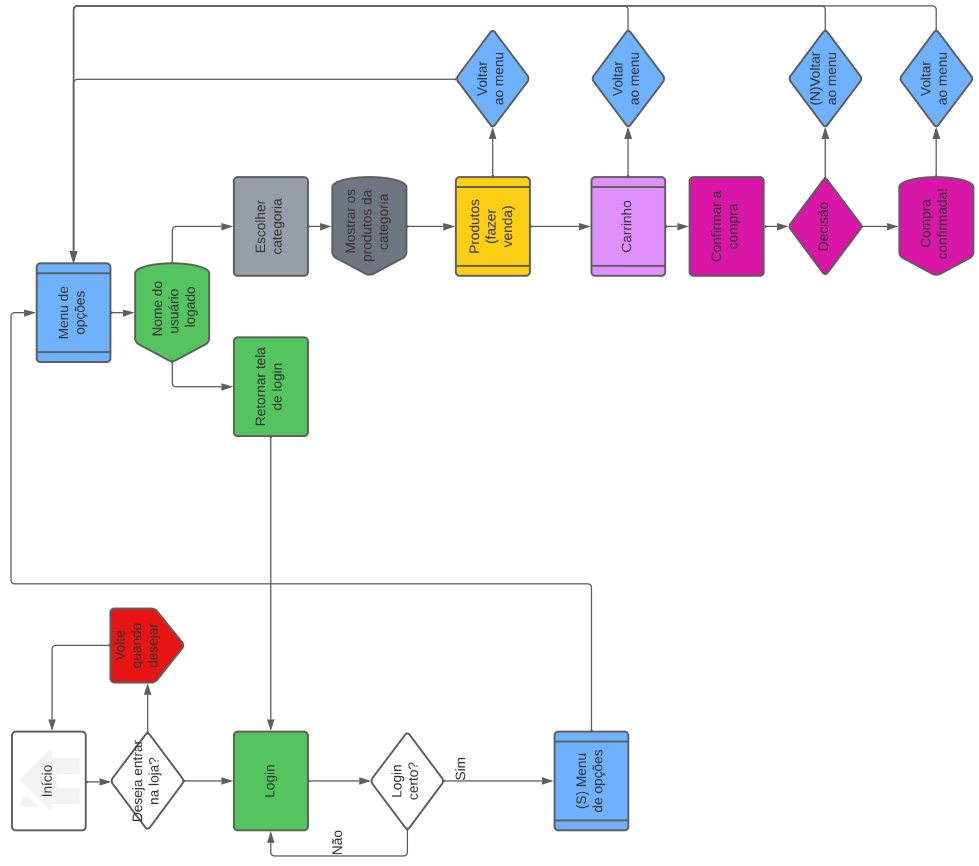 Início
Deseja entrar
na loja?
Volte
quando
desejar
Login
Login
certo?
Não
Sim
(S) Menu
de opções
Menu de
opções
Nome do
usuário
logado
Retornar tela
de login
Escolher
categoria
Mostrar os
produtos da
categoria
Produtos
(fazer
venda)
Voltar
ao menu
Carrinho
Voltar
ao menu
Confirmar a
compra
Decisão
(N)Voltar
ao menu
Compra
confirmada!
Voltar
ao menu